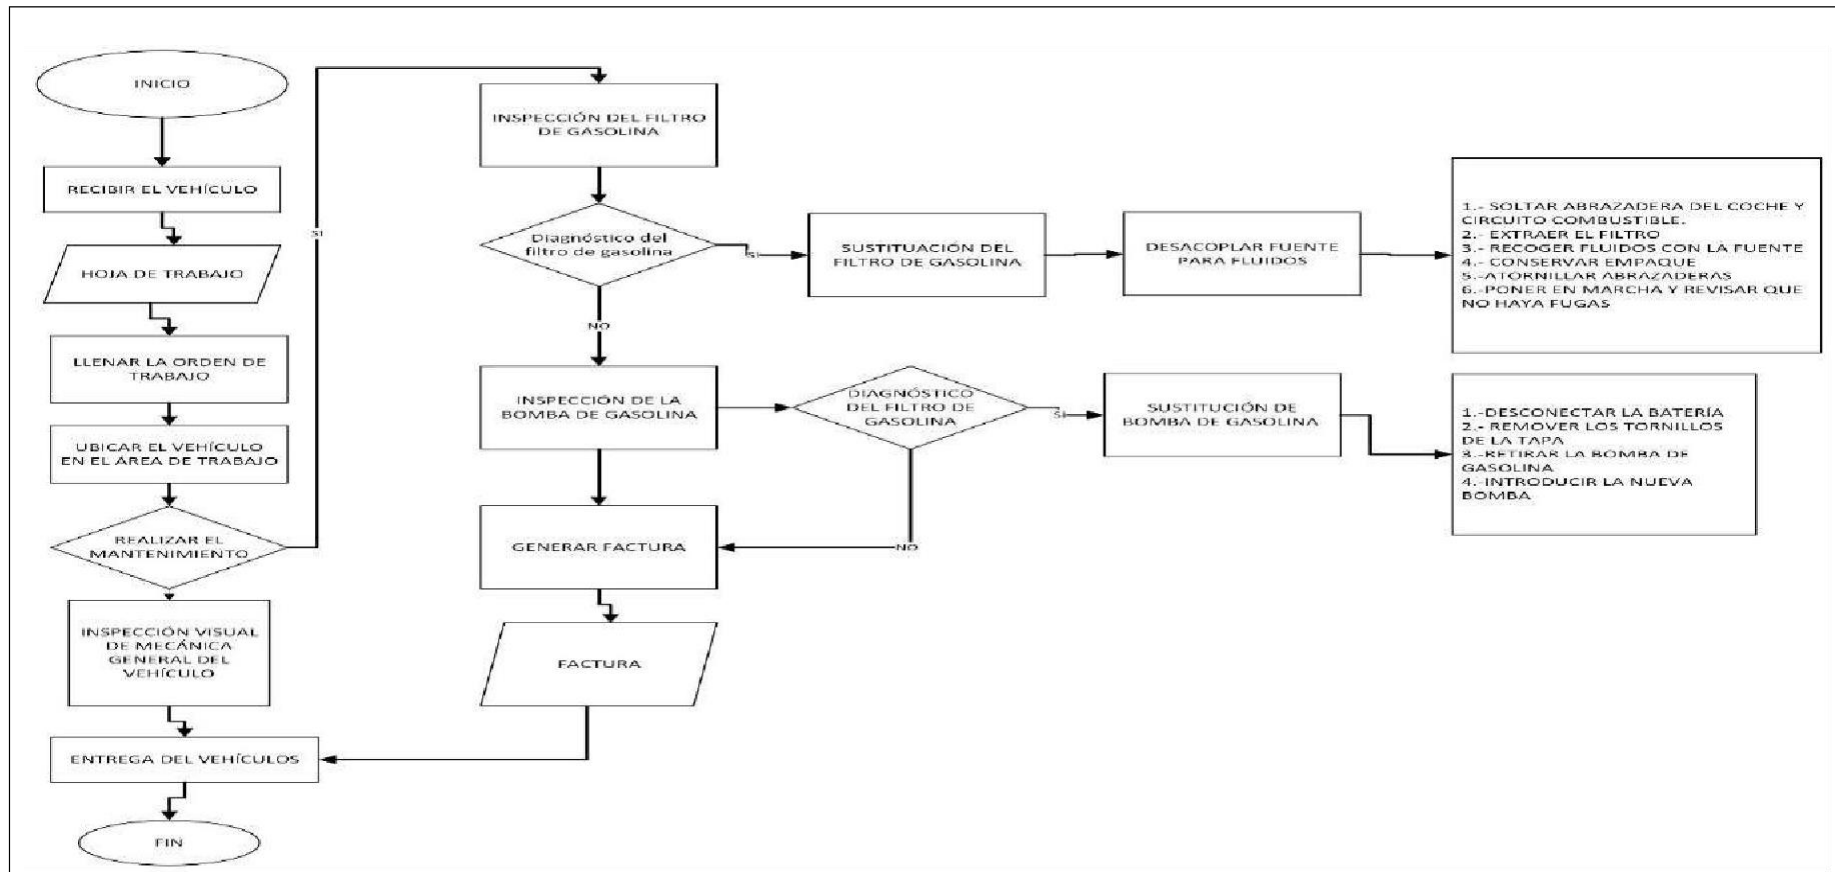 INICIO
RECIBIR EL VEHÍCULO
HOJA DE TRABAJO
LLENAR LA ORDEN DE
TRABAJO
UBICAR EL VEHÍCULO
EN EL ÁREA DE TRABAJO
REALIZAR EL
MANTENIMIENTO
SI
INSPECCIÓN VISUAL
DE MECÁNICA
GENERAL DEL
VEHÍCULO
ENTREGA DEL VEHÍCULOS
FIN
INSPECCIÓN DEL FILTRO
DE GASOLINA
Diagnóstico del
filtro de gasolina
SI
SUSTITUACIÓN DEL
FILTRO DE GASOLINA
DESACOPLAR FUENTE
PARA FLUIDOS
1.- SOLTAR ABRAZADERA DEL COCHE Y
CIRCUITO COMBUSTIBLE.
2.- EXTRAER EL FILTRO
3.- RECOGER FLUIDOS CON LA FUENTE
4.- CONSERVAR EMPAQUE
5.-ATORNILLAR ABRAZADERAS
6.-PONER EN MARCHA Y REVISAR QUE
NO HAYA FUGAS
NO
INSPECCIÓN DE LA
BOMBA DE GASOLINA
DIAGNÓSTICO
DEL FILTRO DE
GASOLINA
SI
SUSTITUCIÓN DE
BOMBA DE GASOLINA
1.-DESCONECTAR LA BATERÍA
2.- REMOVER LOS TORNILLOS
DE LA TAPA
3.-RETIRAR LA BOMBA DE
GASOLINA
4.-INTRODUCIR LA NUEVA
BOMBA
NO
GENERAR FACTURA
FACTURA